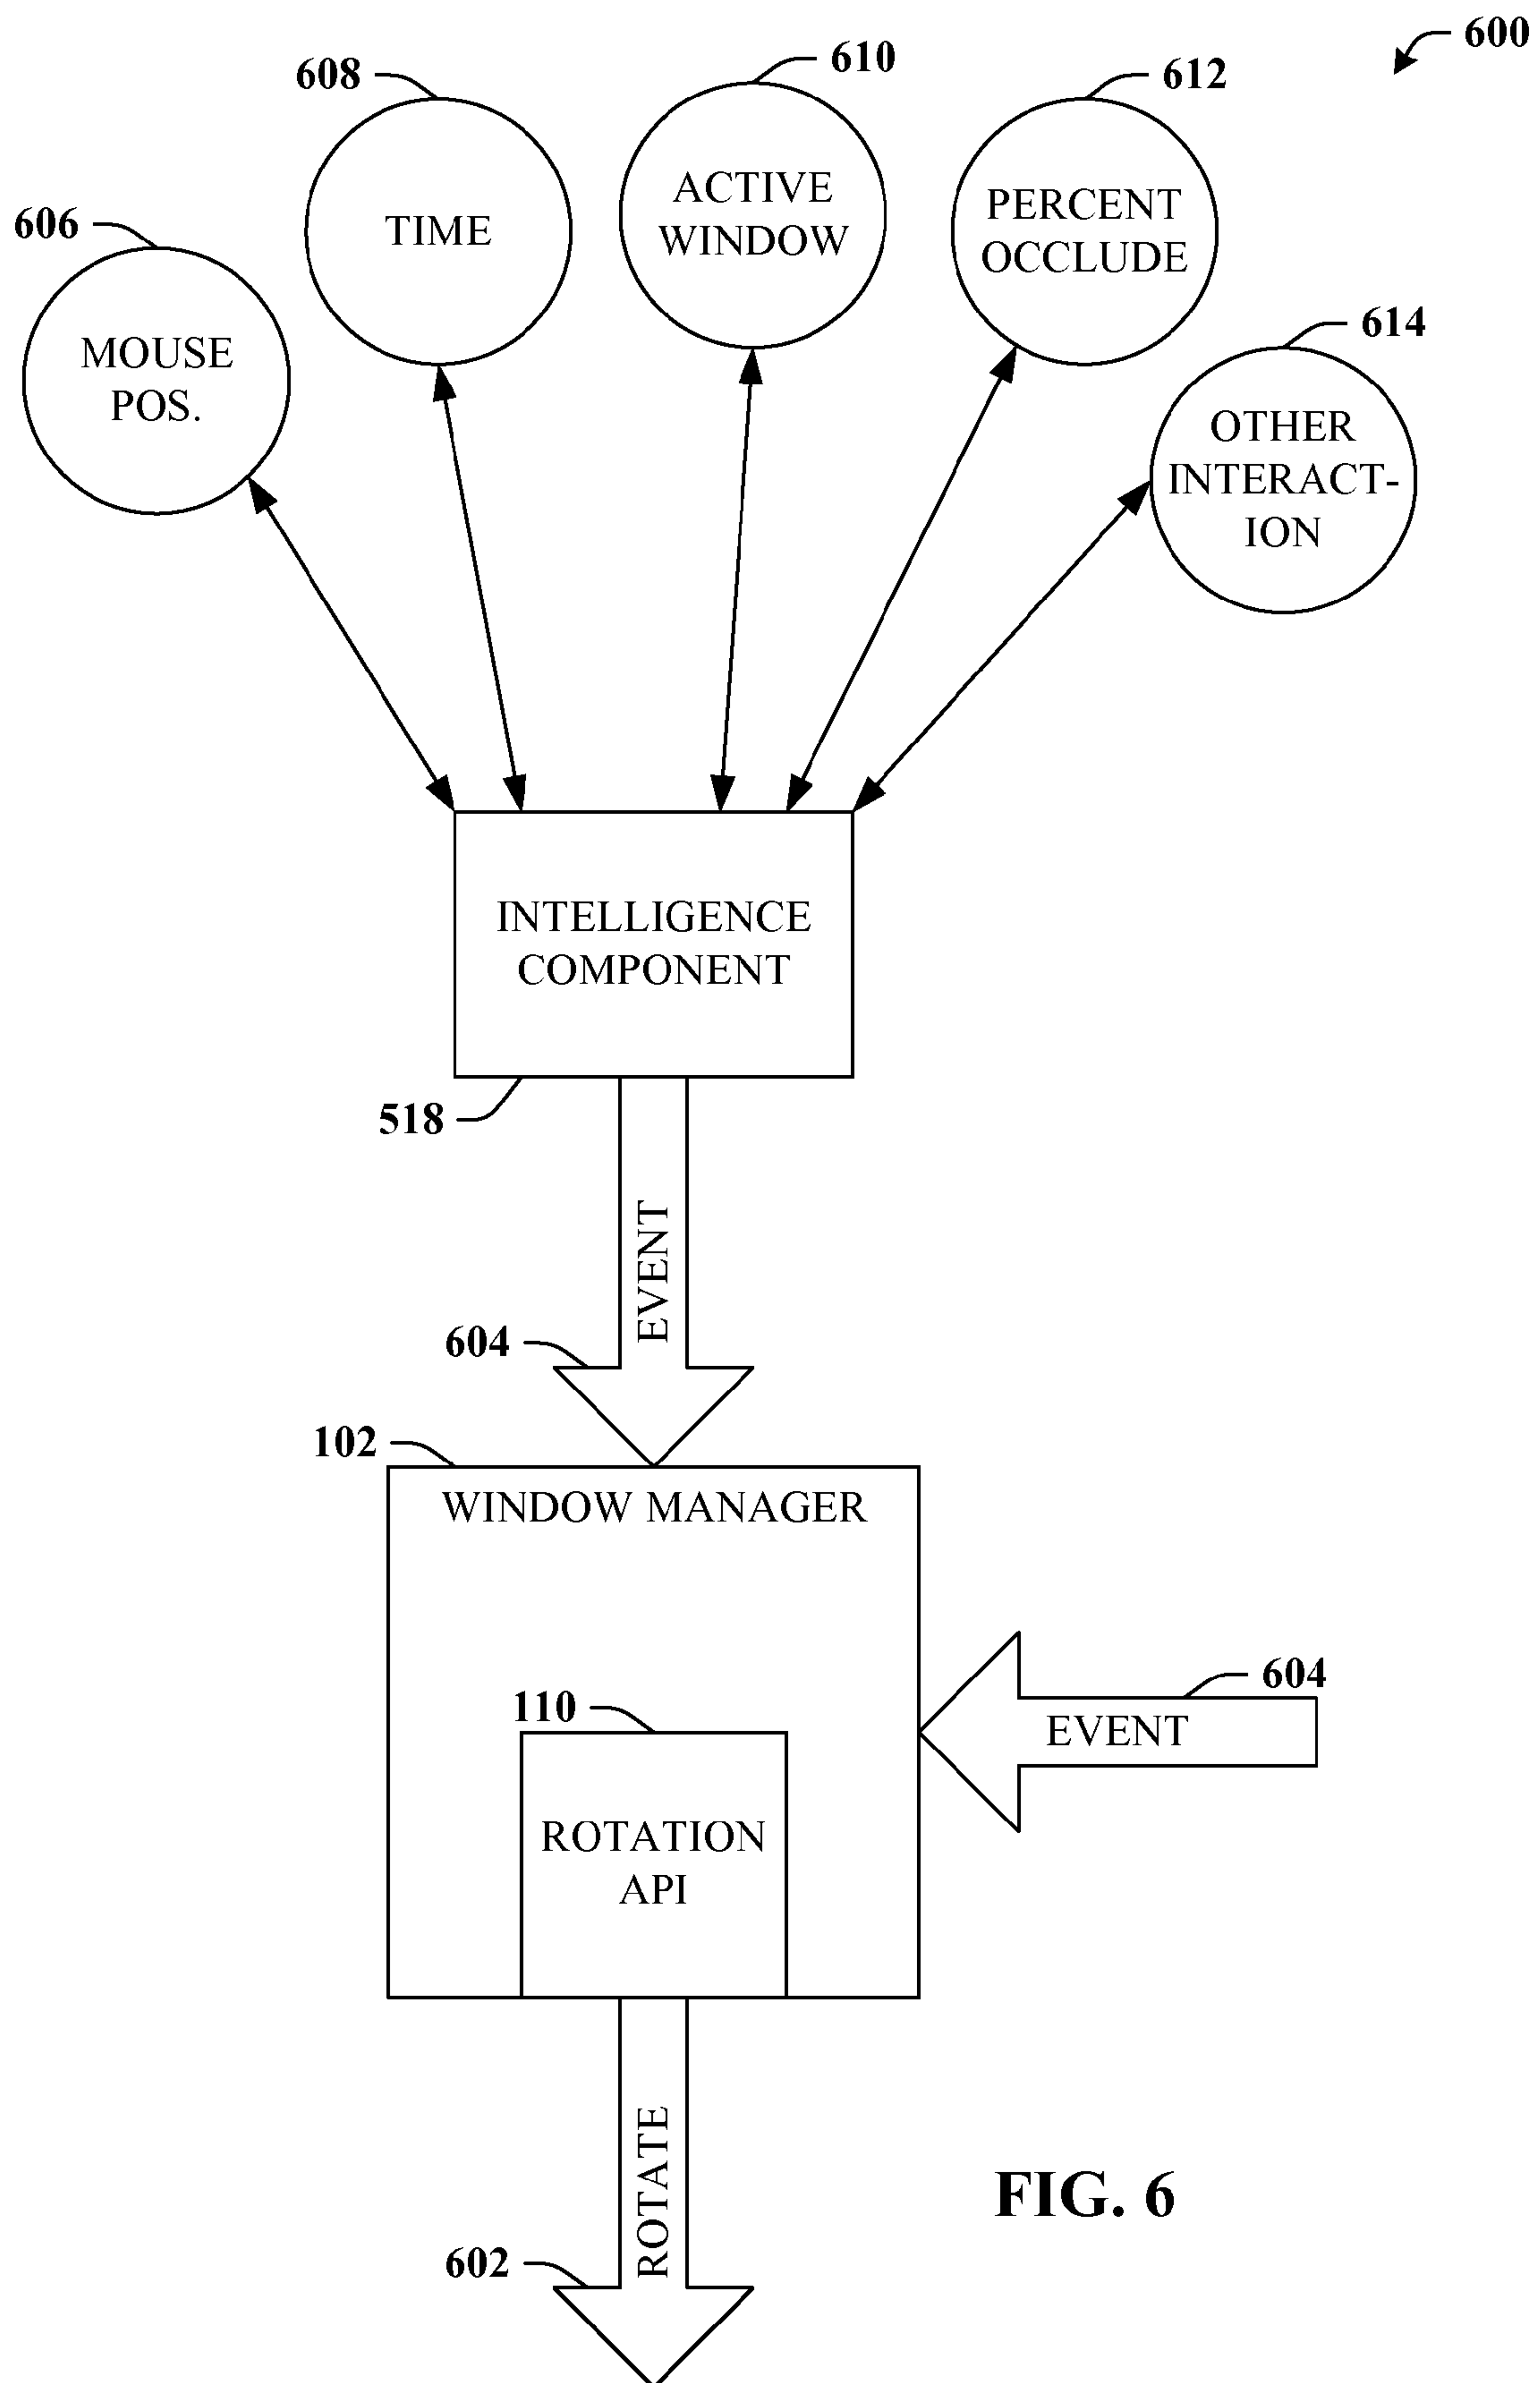 600
608
610
612
606
TIME
ACTIVE
WINDOW
PERCENT
OCCLUDE
614
MOUSE
POS.
OTHER
INTERACT-
ION
INTELLIGENCE
COMPONENT
518
EVENT
604
102
WINDOW MANAGER
604
EVENT
110
ROTATION
API
ROTATE
602
FIG. 6